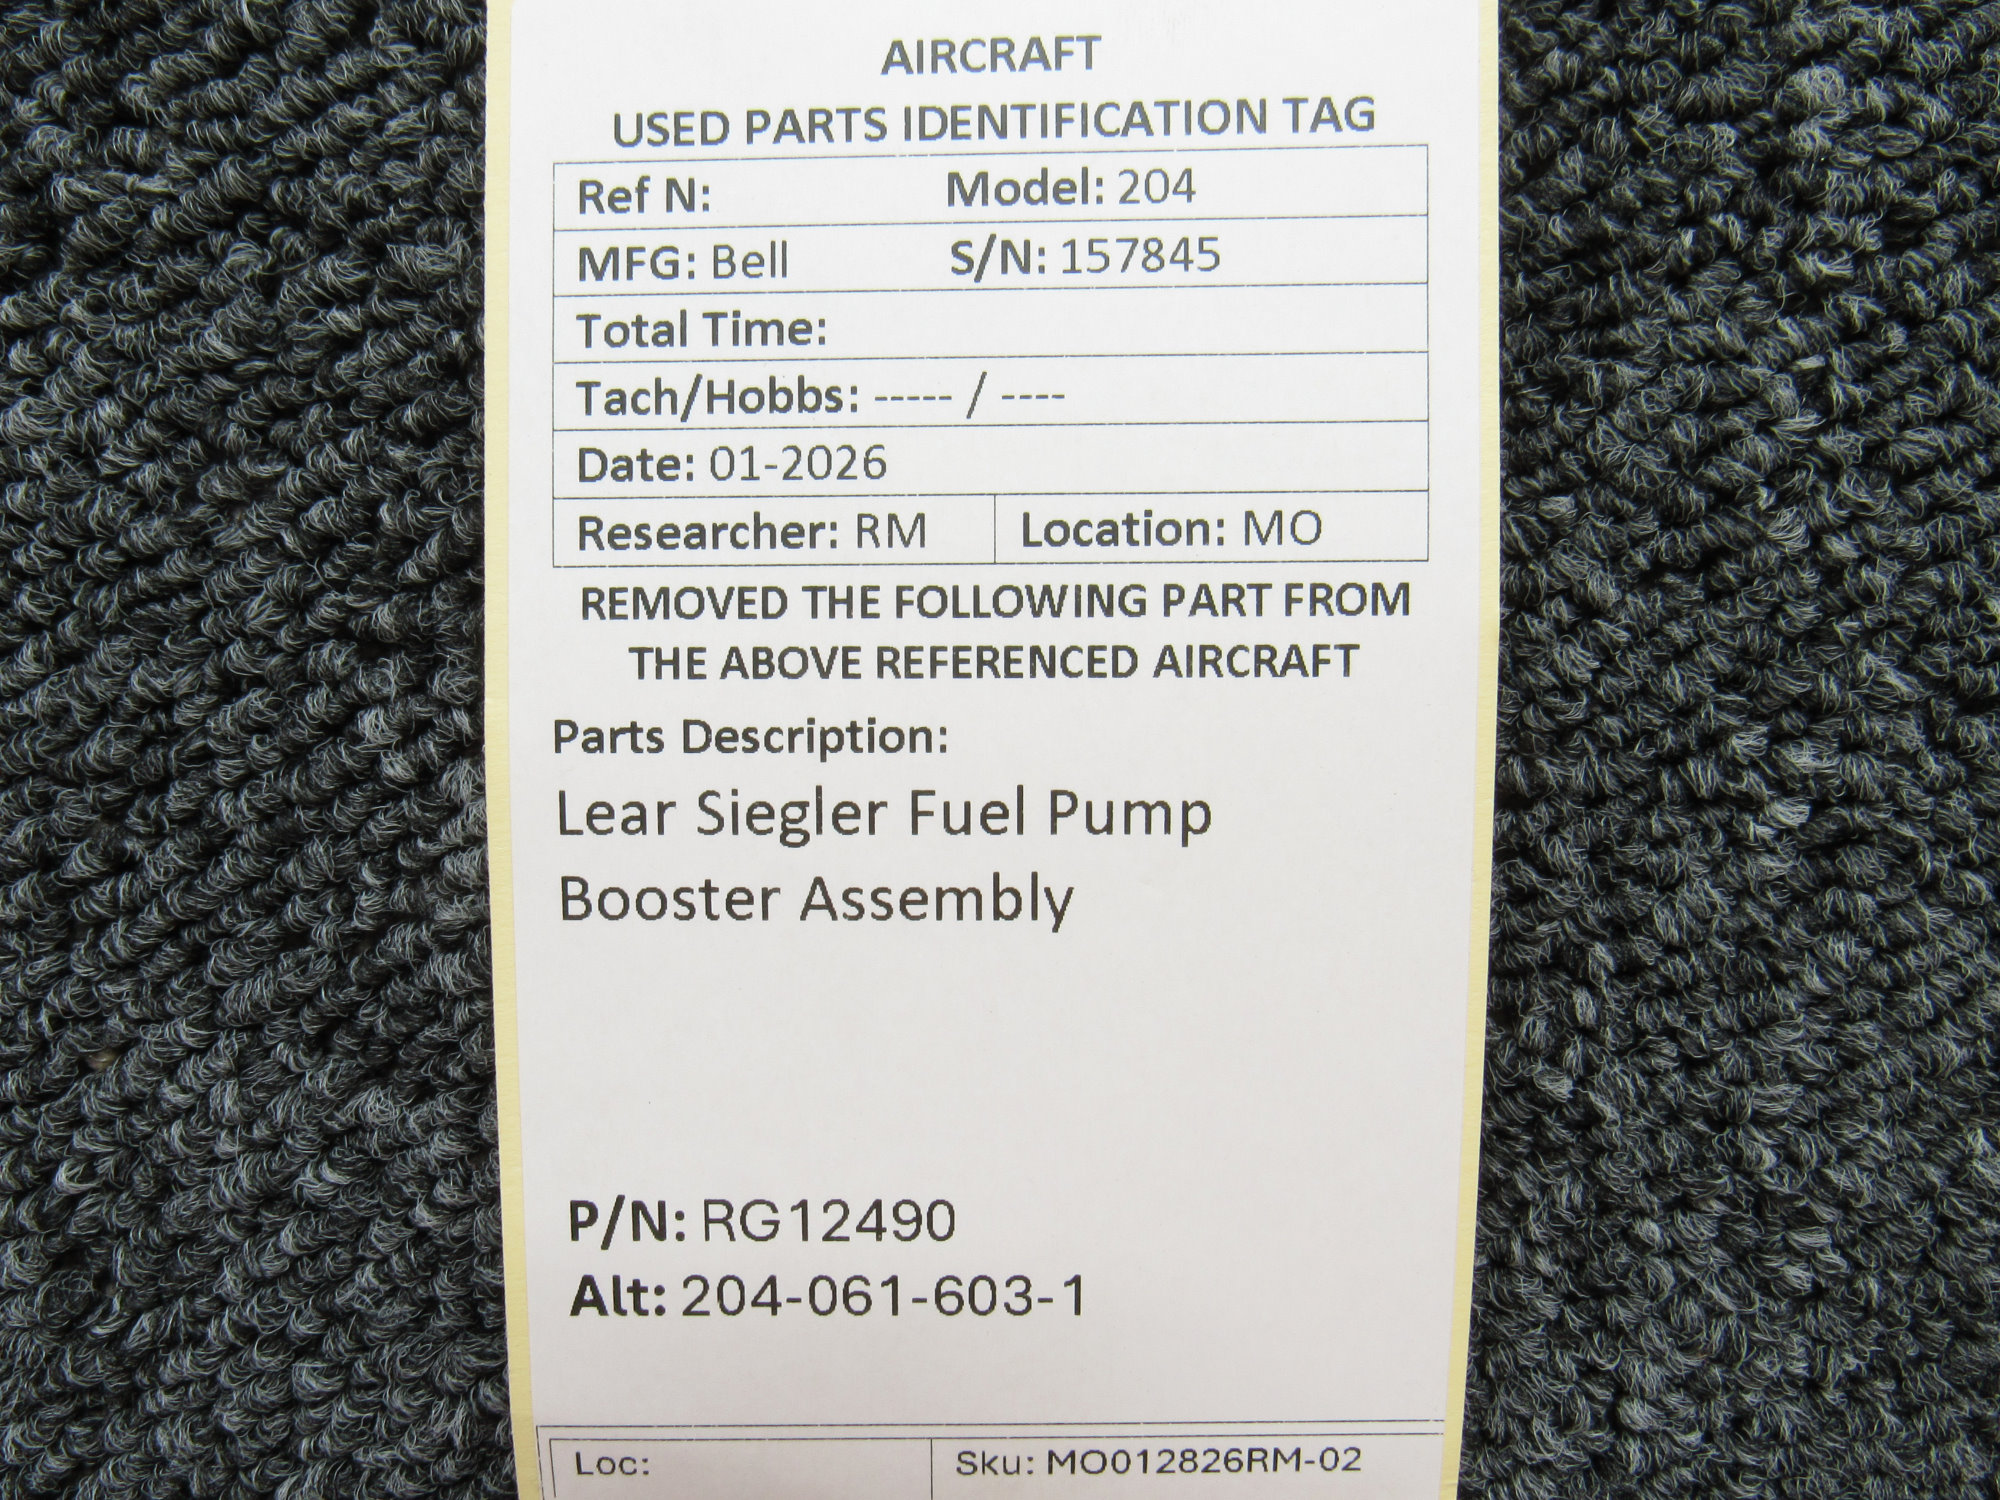 AIRCRAFT
USED PARTS IDENTIFICATION TAG
Ref N: Model: 204
MFG: Bell S/N: 157845
Total Time:
Tach/Hobbs: ----- / ----
Date: 01-2026
Researcher: RM Location: MO
REMOVED THE FOLLOWING PART FROM
THE ABOVE REFERENCED AIRCRAFT
Parts Description:
Lear Siegler Fuel Pump
Booster Assembly
P/N: RG12490
Alt: 204-061-603-1
Loc: Sku: MO012826RM-02